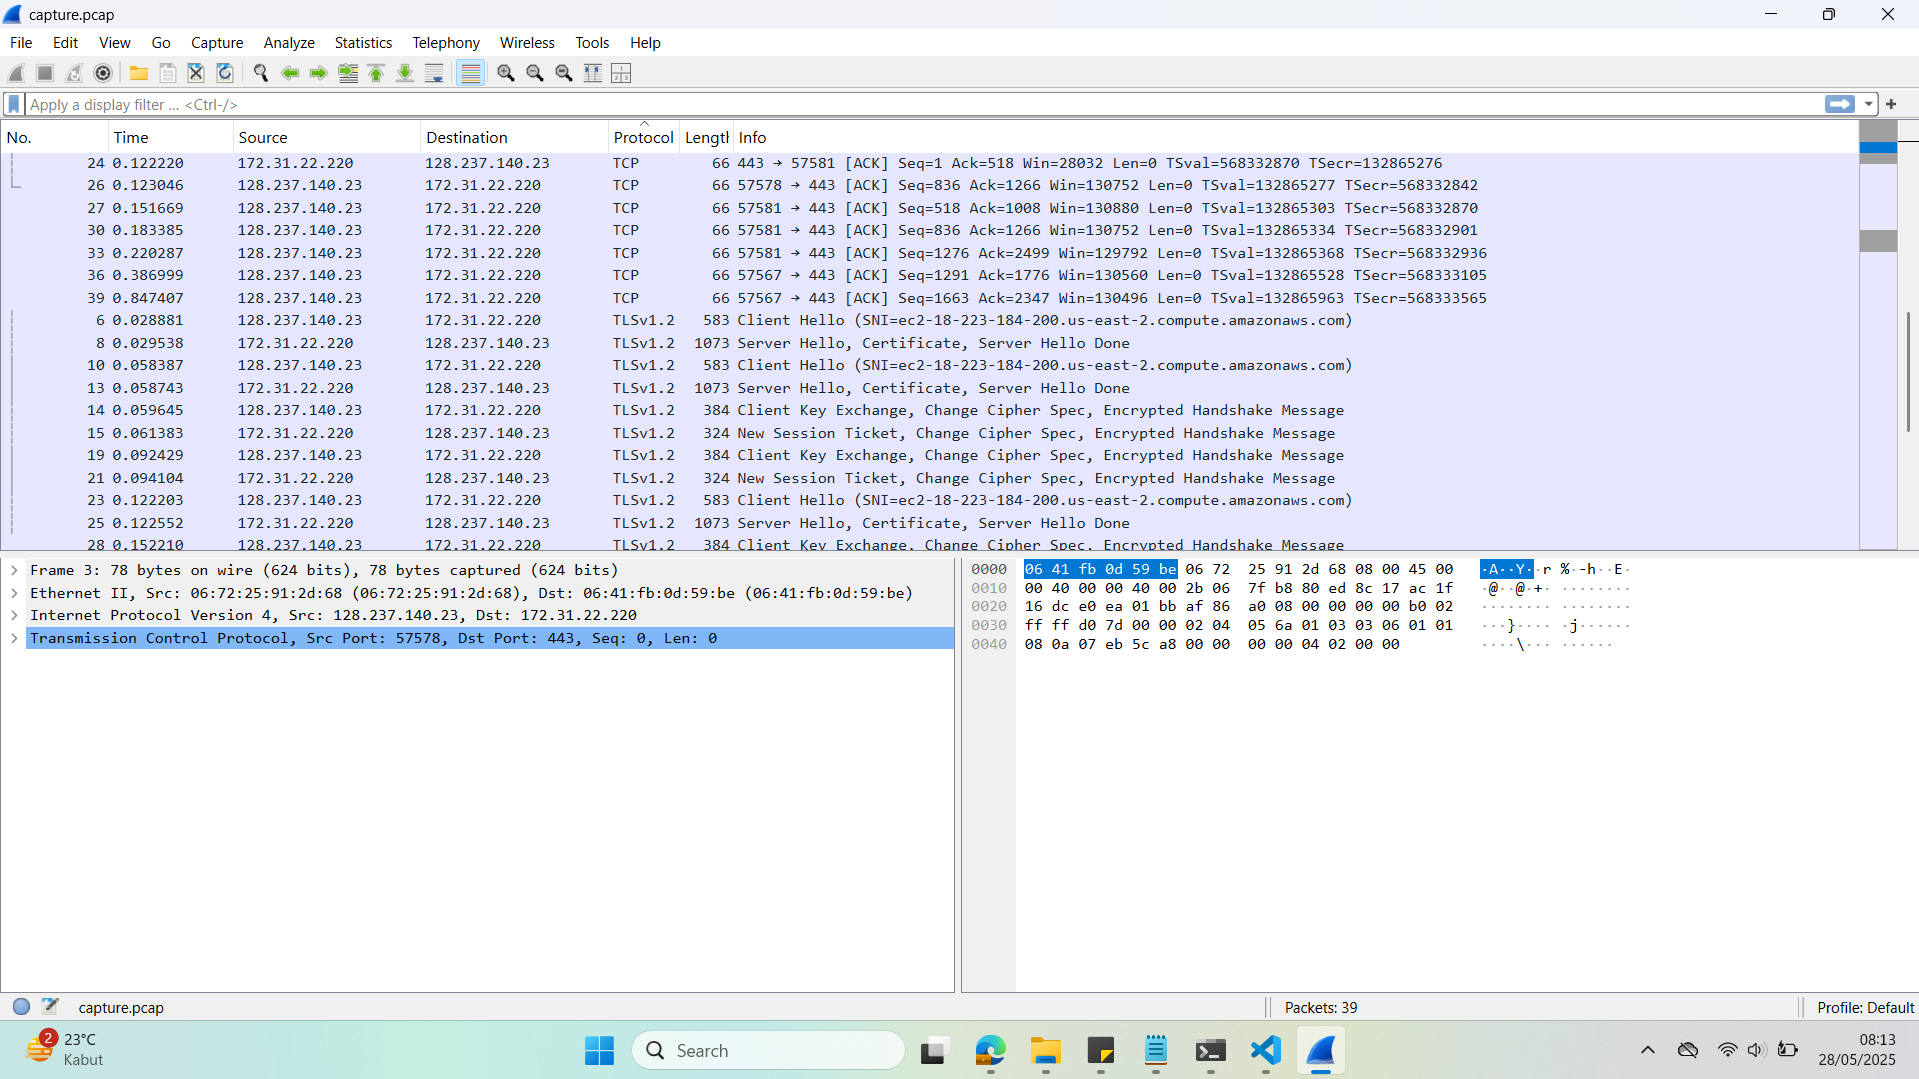 capture.pcap
File Edit View Go Capture Analyze Statistics Telephony Wireless Tools Help
Apply a display filter … <Ctrl-/>
No. Time Source Destination Protocol Length Info
24 0.122220 172.31.22.220 128.237.140.23 TCP 66 443 → 57581 [ACK] Seq=1 Ack=518 Win=28032 Len=0 TSval=568332870 TSecr=132865276
26 0.123046 128.237.140.23 172.31.22.220 TCP 66 57578 → 443 [ACK] Seq=836 Ack=1266 Win=130752 Len=0 TSval=132865277 TSecr=568332842
27 0.151669 128.237.140.23 172.31.22.220 TCP 66 57581 → 443 [ACK] Seq=518 Ack=1008 Win=130880 Len=0 TSval=132865303 TSecr=568332870
30 0.183385 128.237.140.23 172.31.22.220 TCP 66 57581 → 443 [ACK] Seq=836 Ack=1266 Win=130752 Len=0 TSval=132865334 TSecr=568332901
33 0.220287 128.237.140.23 172.31.22.220 TCP 66 57581 → 443 [ACK] Seq=1276 Ack=2499 Win=129792 Len=0 TSval=132865368 TSecr=568332936
36 0.386999 128.237.140.23 172.31.22.220 TCP 66 57567 → 443 [ACK] Seq=1291 Ack=1776 Win=130560 Len=0 TSval=132865528 TSecr=568333105
39 0.847407 128.237.140.23 172.31.22.220 TCP 66 57567 → 443 [ACK] Seq=1663 Ack=2347 Win=130496 Len=0 TSval=132865963 TSecr=568333565
6 0.028881 128.237.140.23 172.31.22.220 TLSv1.2 583 Client Hello (SNI=ec2-18-223-184-200.us-east-2.compute.amazonaws.com)
8 0.029538 172.31.22.220 128.237.140.23 TLSv1.2 1073 Server Hello, Certificate, Server Hello Done
10 0.058387 128.237.140.23 172.31.22.220 TLSv1.2 583 Client Hello (SNI=ec2-18-223-184-200.us-east-2.compute.amazonaws.com)
13 0.058743 172.31.22.220 128.237.140.23 TLSv1.2 1073 Server Hello, Certificate, Server Hello Done
14 0.059645 128.237.140.23 172.31.22.220 TLSv1.2 384 Client Key Exchange, Change Cipher Spec, Encrypted Handshake Message
15 0.061383 172.31.22.220 128.237.140.23 TLSv1.2 324 New Session Ticket, Change Cipher Spec, Encrypted Handshake Message
19 0.092429 128.237.140.23 172.31.22.220 TLSv1.2 384 Client Key Exchange, Change Cipher Spec, Encrypted Handshake Message
21 0.094104 172.31.22.220 128.237.140.23 TLSv1.2 324 New Session Ticket, Change Cipher Spec, Encrypted Handshake Message
23 0.122203 128.237.140.23 172.31.22.220 TLSv1.2 583 Client Hello (SNI=ec2-18-223-184-200.us-east-2.compute.amazonaws.com)
25 0.122552 172.31.22.220 128.237.140.23 TLSv1.2 1073 Server Hello, Certificate, Server Hello Done
28 0.152210 128.237.140.23 172.31.22.220 TLSv1.2 384 Client Key Exchange, Change Cipher Spec, Encrypted Handshake Message
Frame 3: 78 bytes on wire (624 bits), 78 bytes captured (624 bits)
Ethernet II, Src: 06:72:25:91:2d:68 (06:72:25:91:2d:68), Dst: 06:41:fb:0d:59:be (06:41:fb:0d:59:be)
Internet Protocol Version 4, Src: 128.237.140.23, Dst: 172.31.22.220
Transmission Control Protocol, Src Port: 57578, Dst Port: 443, Seq: 0, Len: 0
0000 06 41 fb 0d 59 be 06 72 25 91 2d 68 08 00 45 00 ·A··Y··r %·-h··E·
0010 00 40 00 00 40 00 2b 06 7f b8 80 ed 8c 17 ac 1f ·@··@·+· ········
0020 16 dc e0 ea 01 bb af 86 a0 08 00 00 00 00 b0 02 ········ ········
0030 ff ff d0 7d 00 00 02 04 05 6a 01 03 03 06 01 01 ···}···· ·j······
0040 08 0a 07 eb 5c a8 00 00 00 00 04 02 00 00 ····\··· ······
capture.pcap Packets: 39 Profile: Default
2 23°C
Kabut
Search
08:13
28/05/2025